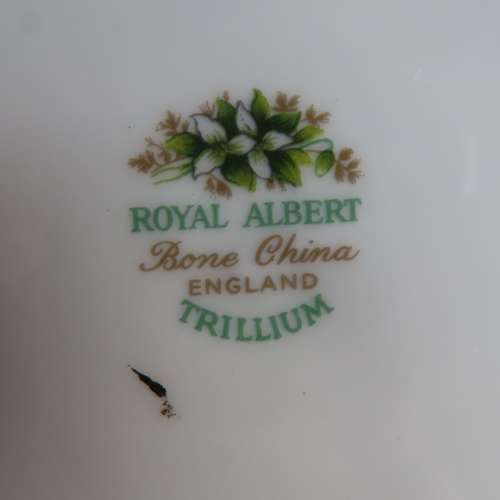 ROYAL ALBERT
Bone China
ENGLAND
TRILLIUM